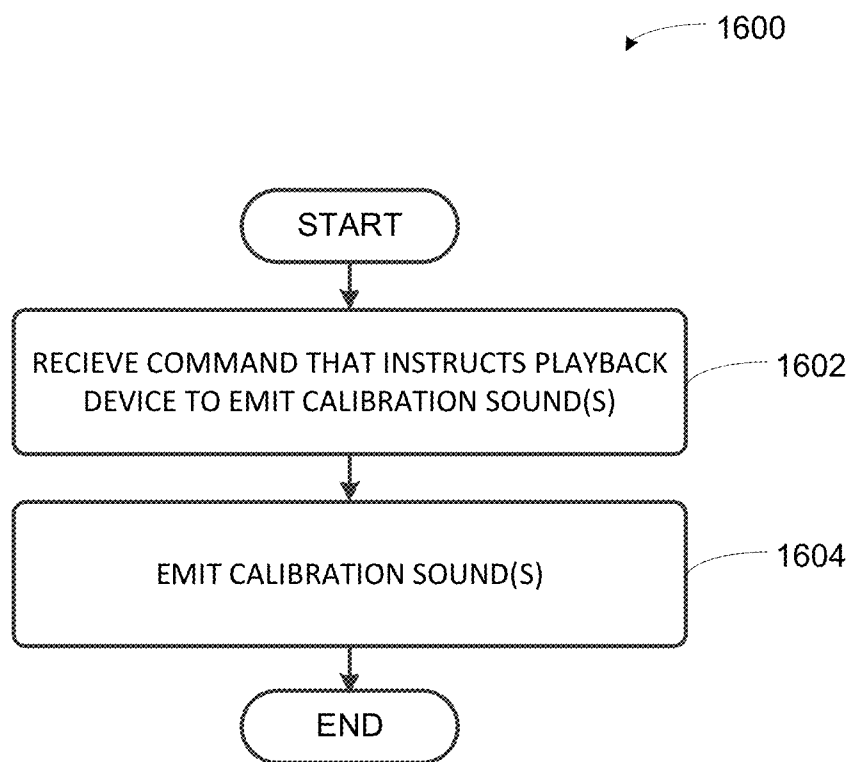 1600
START
RECIEVE COMMAND THAT INSTRUCTS PLAYBACK
DEVICE TO EMIT CALIBRATION SOUND(S)
1602
EMIT CALIBRATION SOUND(S)
1604
END